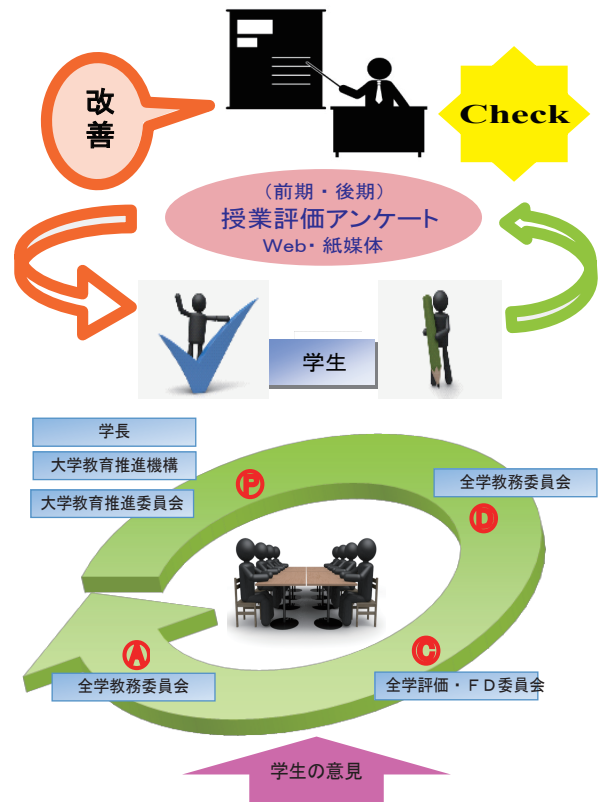 改
善
Check
(前期・後期)
授業評価アンケート
Web・紙媒体
学生
学長
大学教育推進機構
大学教育推進委員会
P
全学教務委員会
D
A
全学教務委員会
C
全学評価・ＦＤ委員会
学生の意見